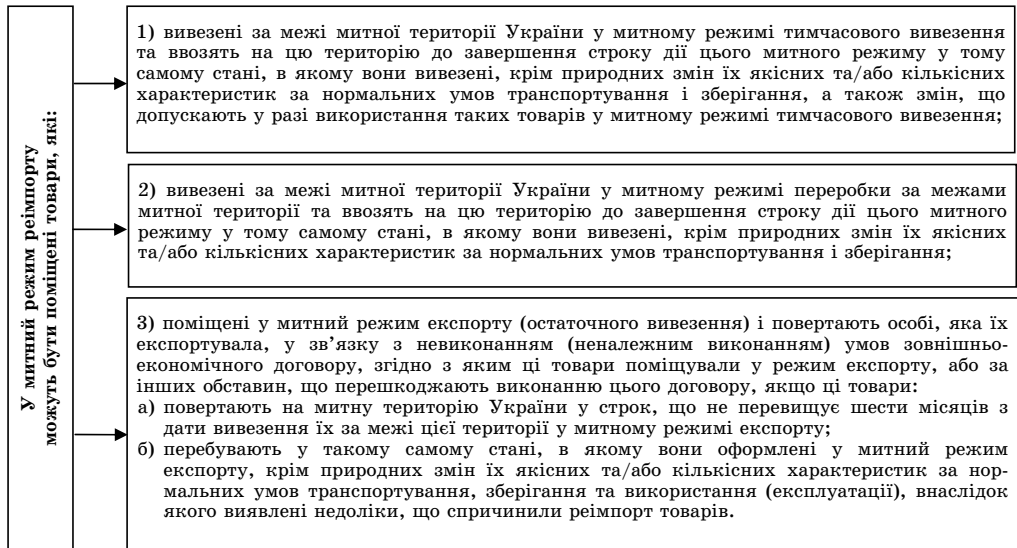 У митний режим реімпорту
можуть бути поміщені товари, які:
1) вивезені за межі митної території України у митному режимі тимчасового вивезення
та ввозять на цю територію до завершення строку дії цього митного режиму у тому
самому стані, в якому вони вивезені, крім природних змін їх якісних та/або кількісних
характеристик за нормальних умов транспортування і зберігання, а також змін, що
допускають у разі використання таких товарів у митному режимі тимчасового вивезення;
2) вивезені за межі митної території України у митному режимі переробки за межами
митної території та ввозять на цю територію до завершення строку дії цього митного
режиму у тому самому стані, в якому вони вивезені, крім природних змін їх якісних
та/або кількісних характеристик за нормальних умов транспортування і зберігання;
3) поміщені у митний режим експорту (остаточного вивезення) і повертають особі, яка їх
експортувала, у зв’язку з невиконанням (неналежним виконанням) умов зовнішньо-
економічного договору, згідно з яким ці товари поміщували у режим експорту, або за
інших обставин, що перешкоджають виконанню цього договору, якщо ці товари:
а) повертають на митну територію України у строк, що не перевищує шести місяців з
дати вивезення їх за межі цієї території у митному режимі експорту;
б) перебувають у такому самому стані, в якому вони оформлені у митний режим
експорту, крім природних змін їх якісних та/або кількісних характеристик за нор-
мальних умов транспортування, зберігання та використання (експлуатації), внаслідок
якого виявлені недоліки, що спричинили реімпорт товарів.